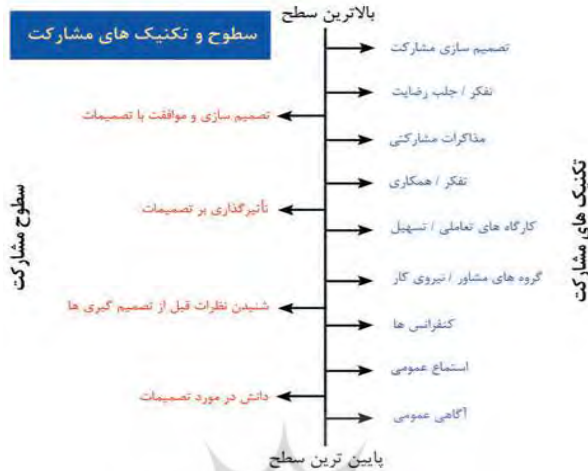 بالاترین سطح
سطوح و تکنیک های مشارکت
تصمیم سازی مشارکت
تفکر / جلب رضایت
تصمیم سازی و موافقت با تصمیمات
مذاکرات مشارکتی
تفکر / همکاری
تأثیرگذاری بر تصمیمات
کارگاه های تعاملی / تسهیل
گروه های مشاور / نیروی کار
شنیدن نظرات قبل از تصمیم گیری ها
کنفرانس ها
استماع عمومی
دانش در مورد تصمیمات
آگاهی عمومی
پایین ترین سطح
سطوح مشارکت
تکنیک های مشارکت